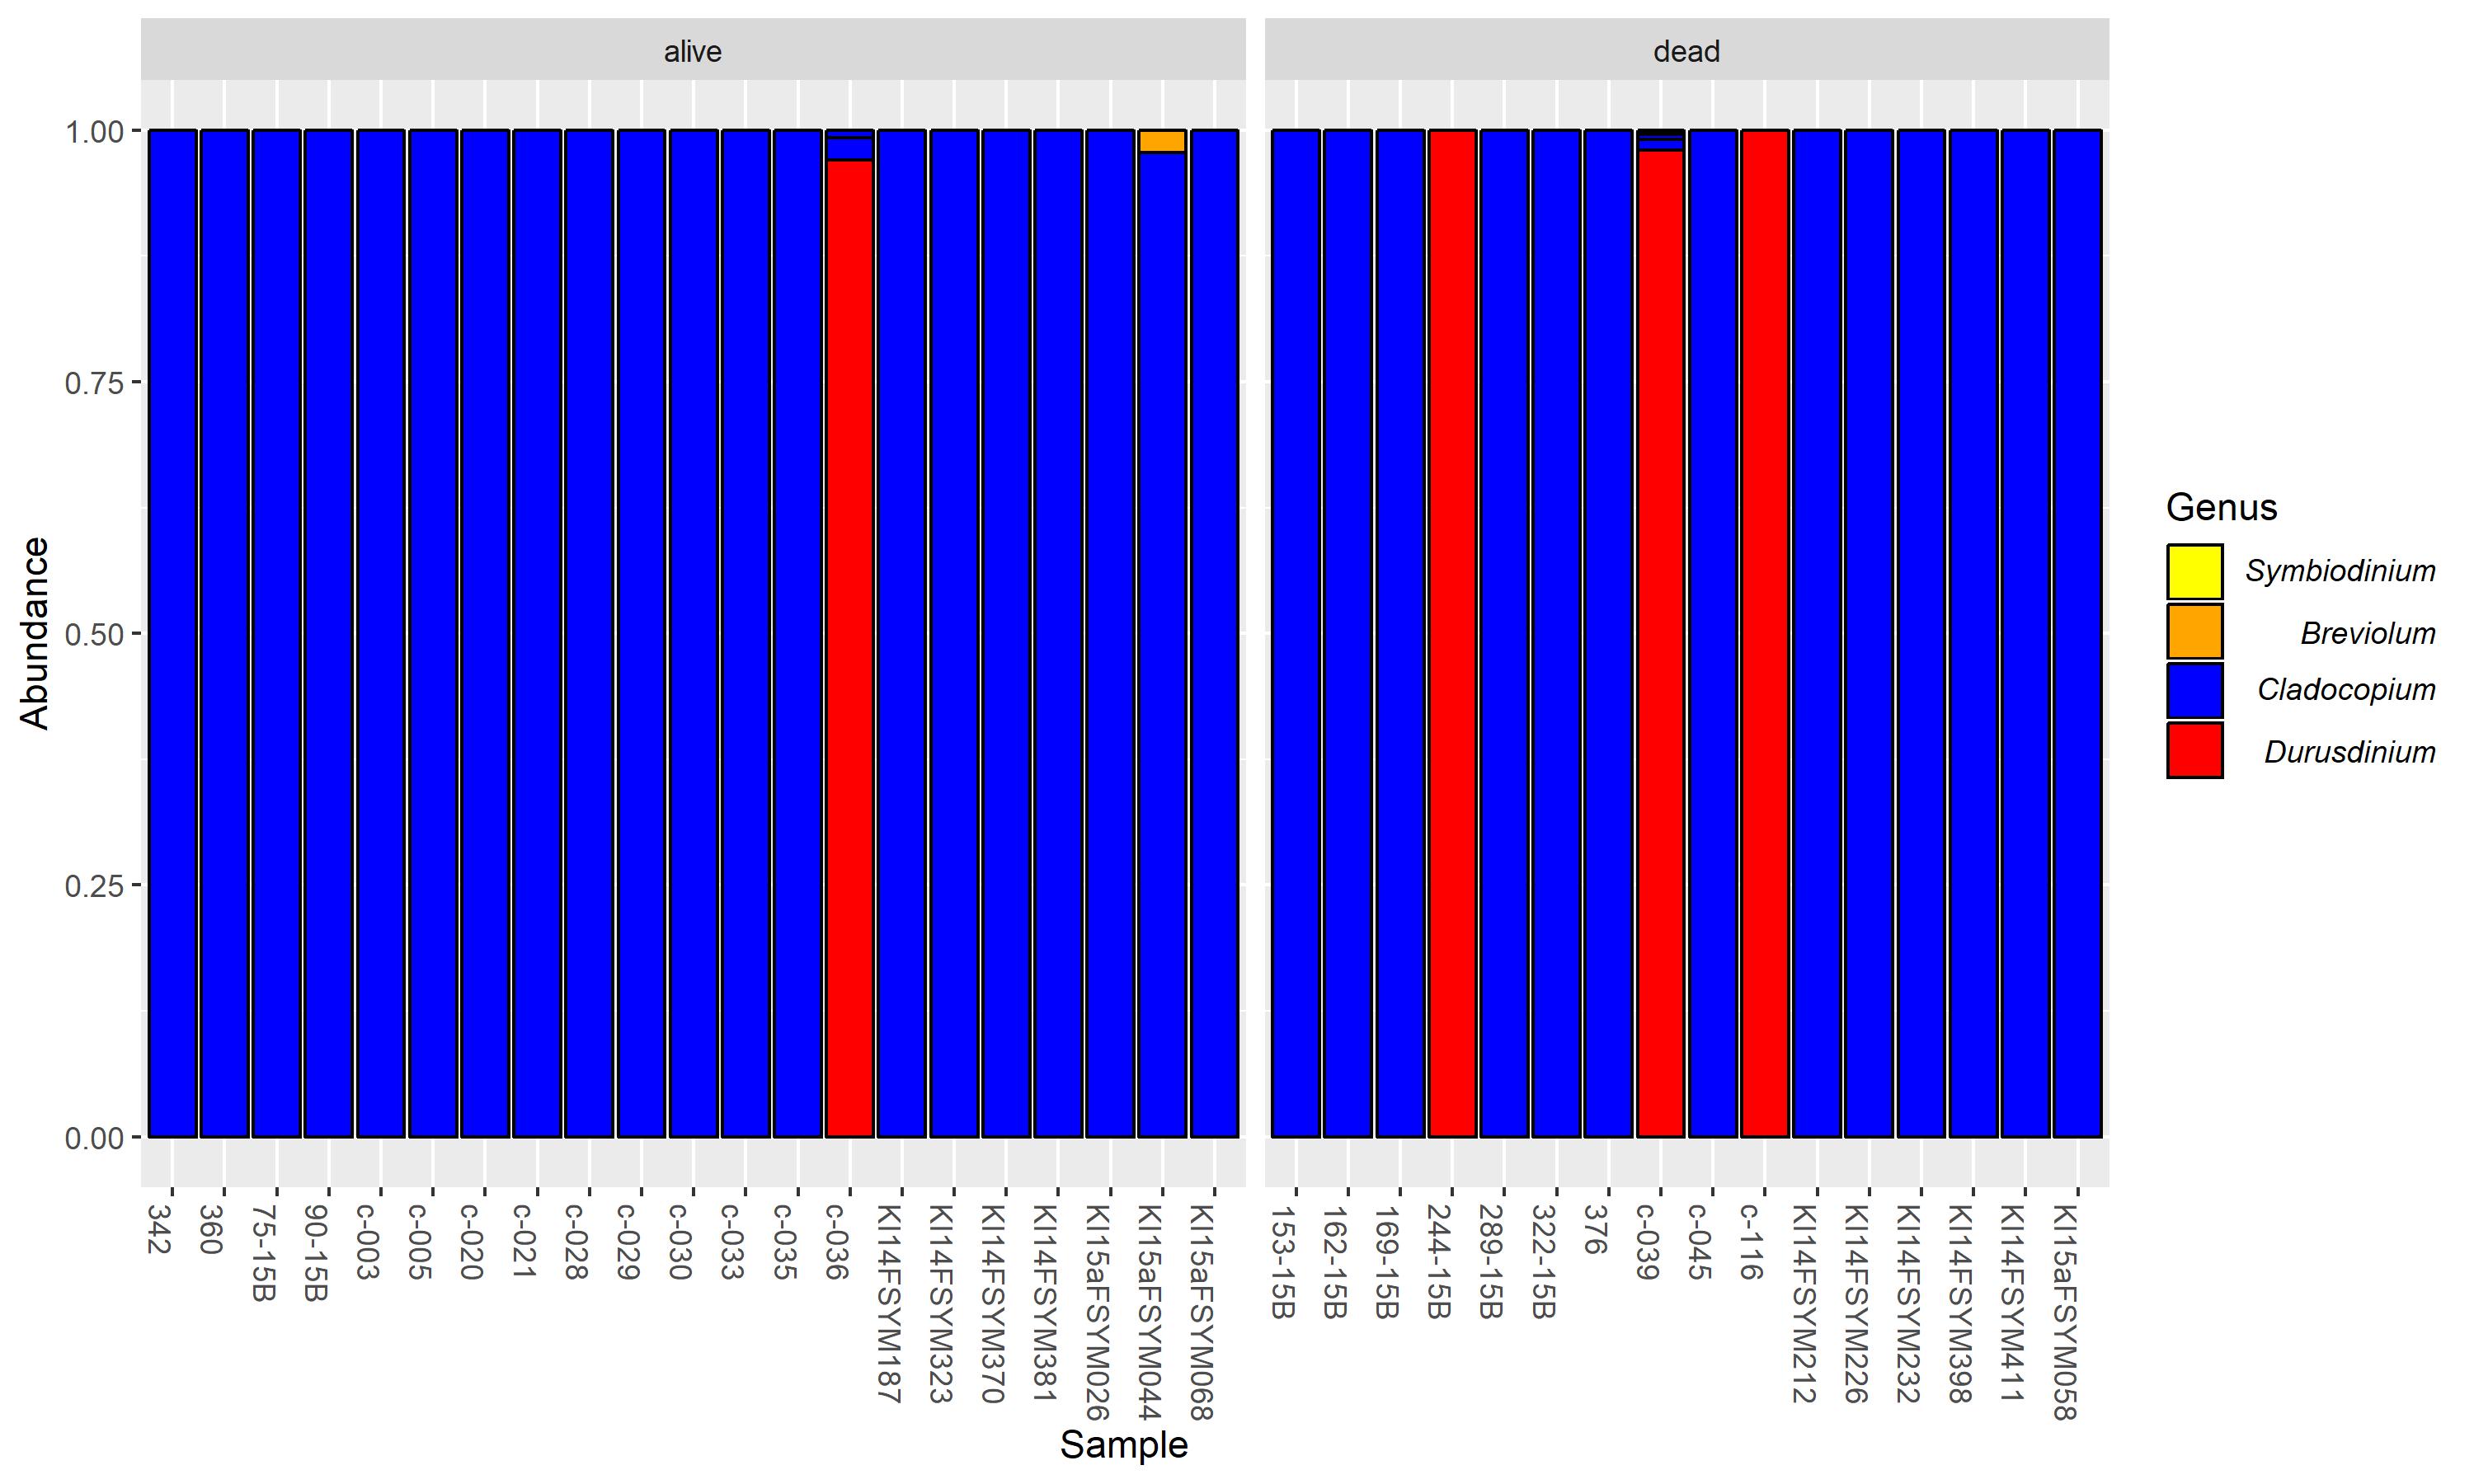 alive
dead
1.00
0.75
0.50
0.25
0.00
Abundance
342
360
75-15B
90-15B
c-003
c-005
c-020
c-021
c-028
c-029
c-030
c-033
c-035
c-036
KI14FSYM187
KI14FSYM323
KI14FSYM370
KI14FSYM381
KI15aFSYM026
KI15aFSYM044
KI15aFSYM068
153-15B
162-15B
169-15B
244-15B
289-15B
322-15B
376
c-039
c-045
c-116
KI14FSYM212
KI14FSYM226
KI14FSYM232
KI14FSYM398
KI14FSYM411
KI15aFSYM058
Sample
Genus
Symbiodinium
Breviolum
Cladocopium
Durusdinium